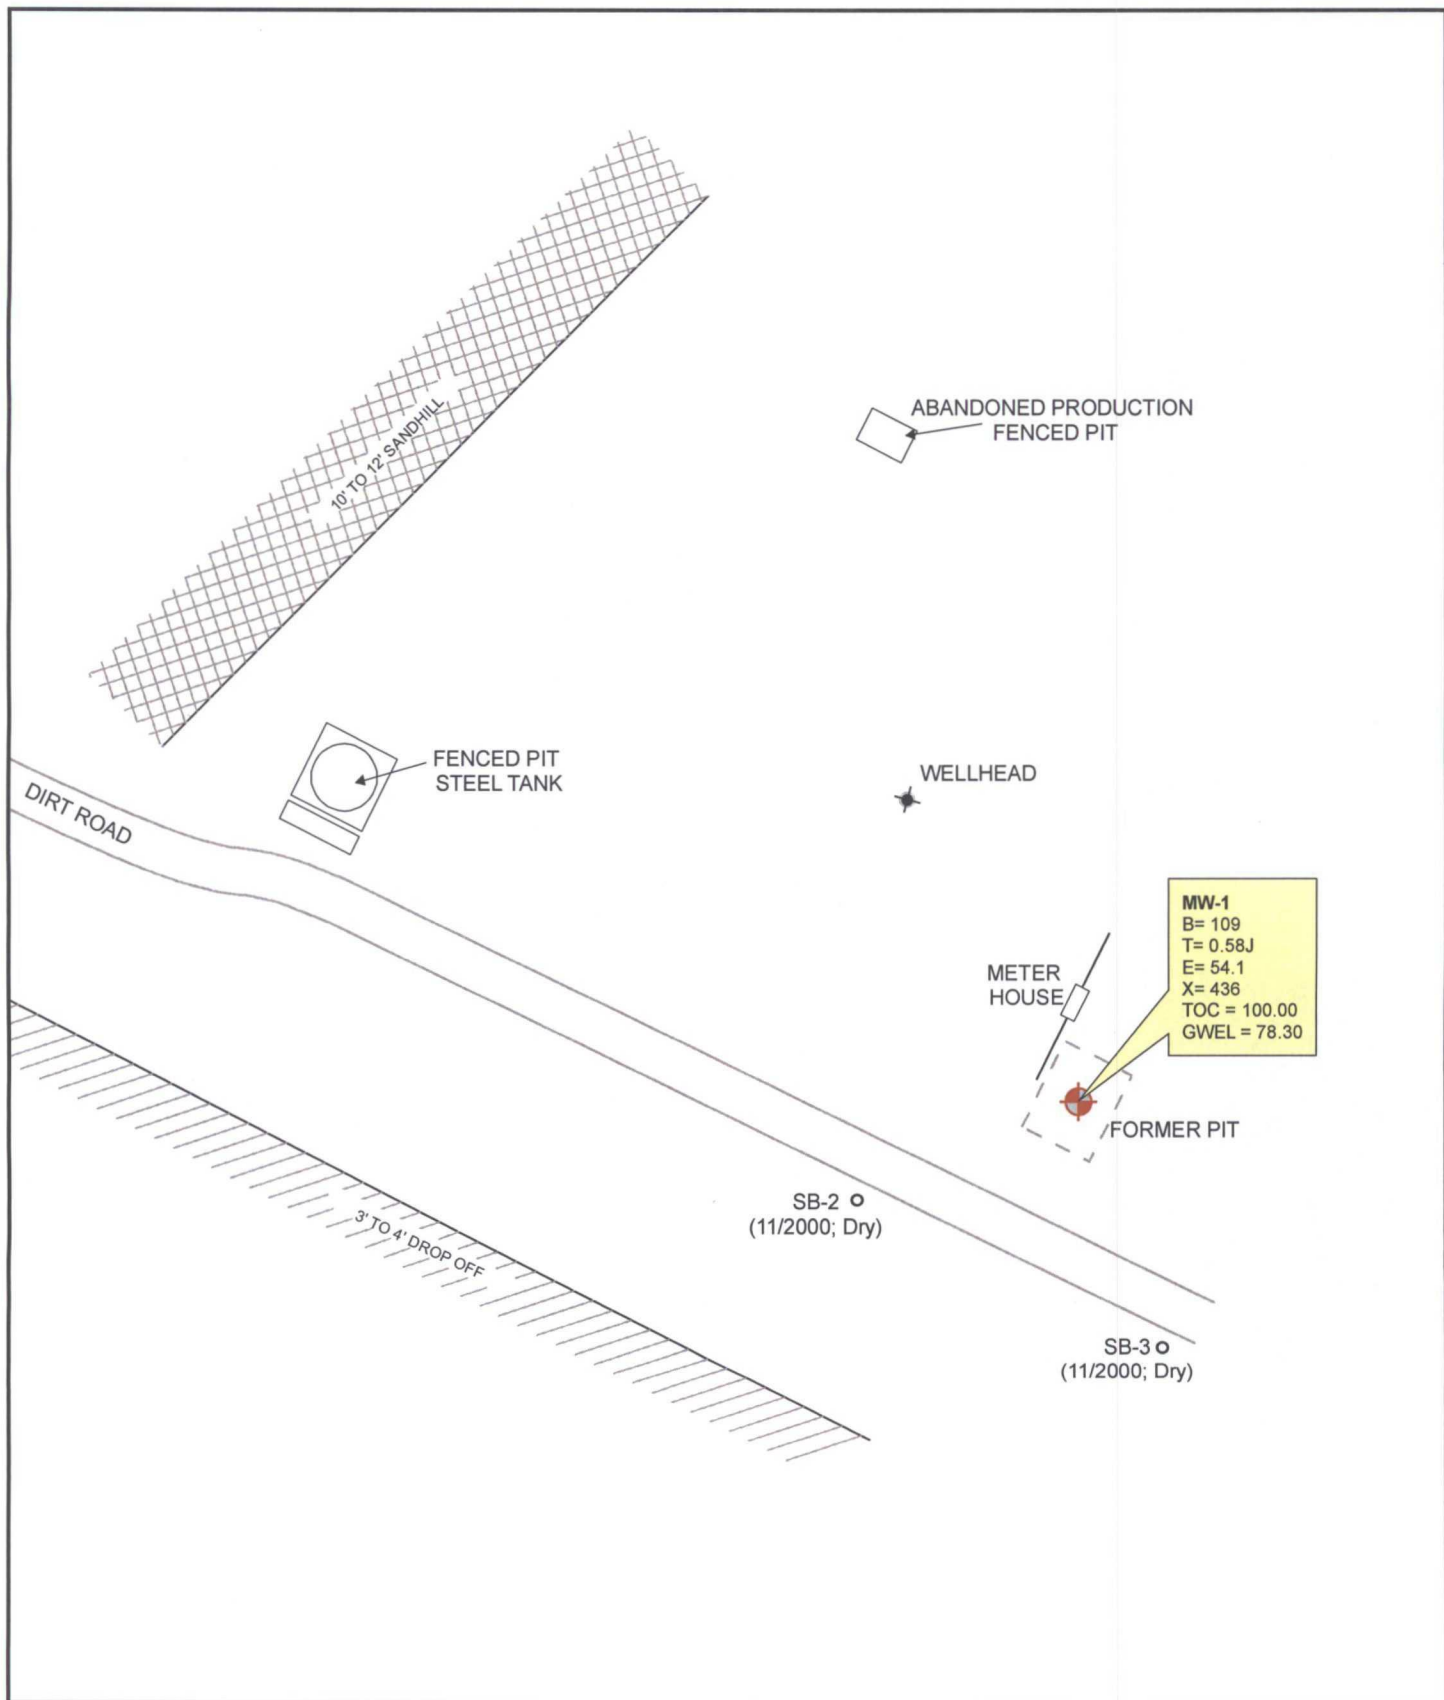 10' TO 12' SANDHILL
ABANDONED PRODUCTION
FENCED PIT
FENCED PIT
STEEL TANK
WELLHEAD
DIRT ROAD
MW-1
B= 109
T= 0.58J
E= 54.1
X= 436
TOC = 100.00
GWEL = 78.30
METER
HOUSE
FORMER PIT
SB-2
(11/2000; Dry)
3' TO 4' DROP OFF
SB-3
(11/2000; Dry)